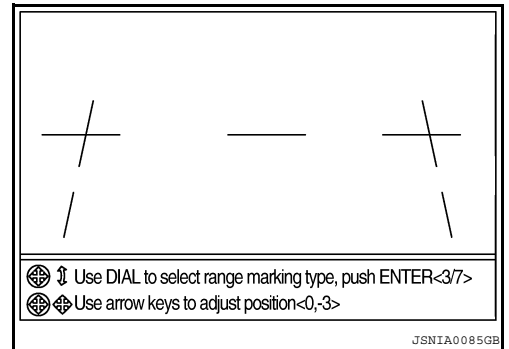 Use DIAL to select range marking type, push ENTER<3/7>
Use arrow keys to adjust position<0,-3>
JSNIA0085GB